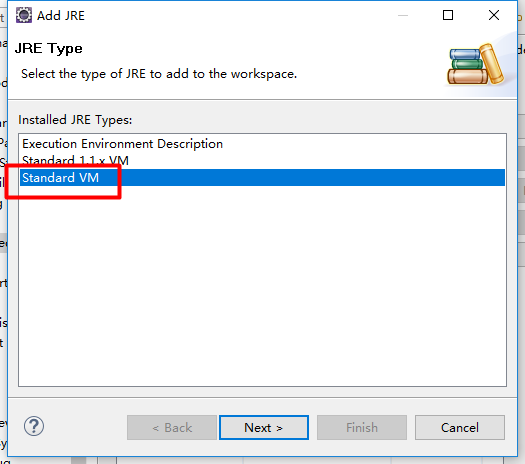 Add JRE
JRE Type
Select the type of JRE to add to the workspace.
Installed JRE Types:
Execution Environment Description
Standard 1.1.x VM
Standard VM
?
< Back
Next >
Finish
Cancel